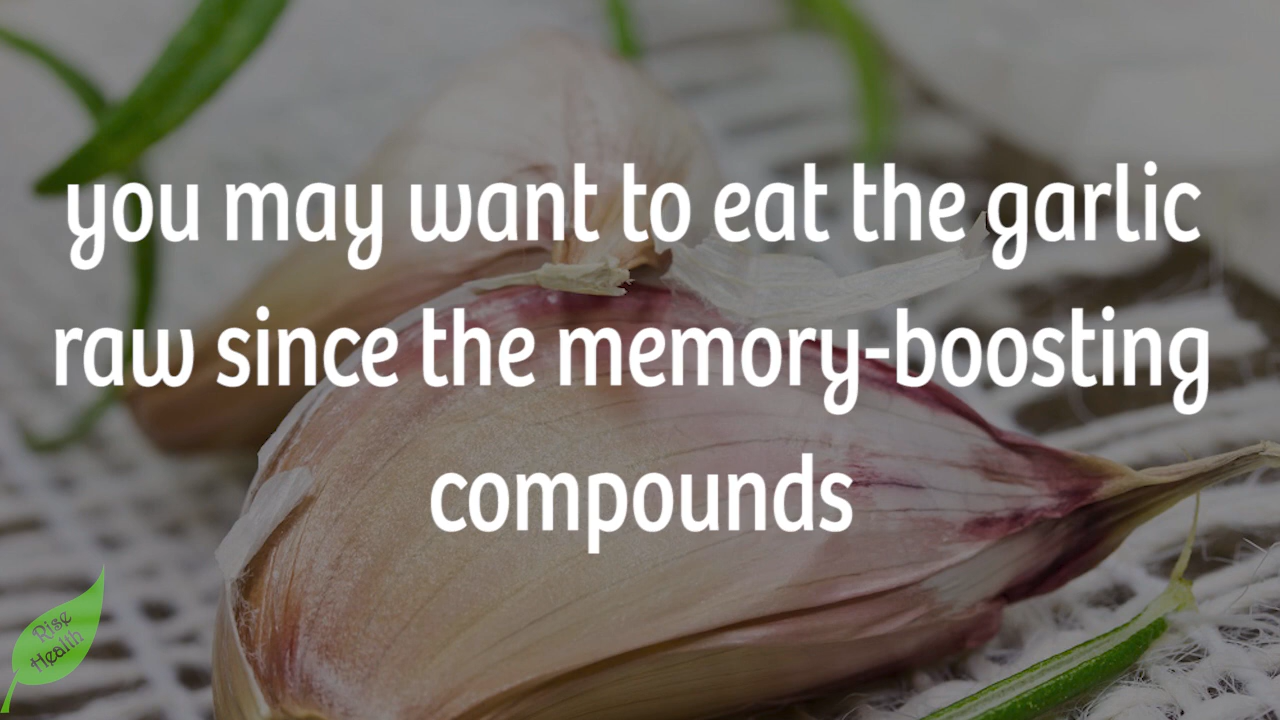 you may want to eat the garlic
raw since the memory-boosting
compounds
Rise
Health